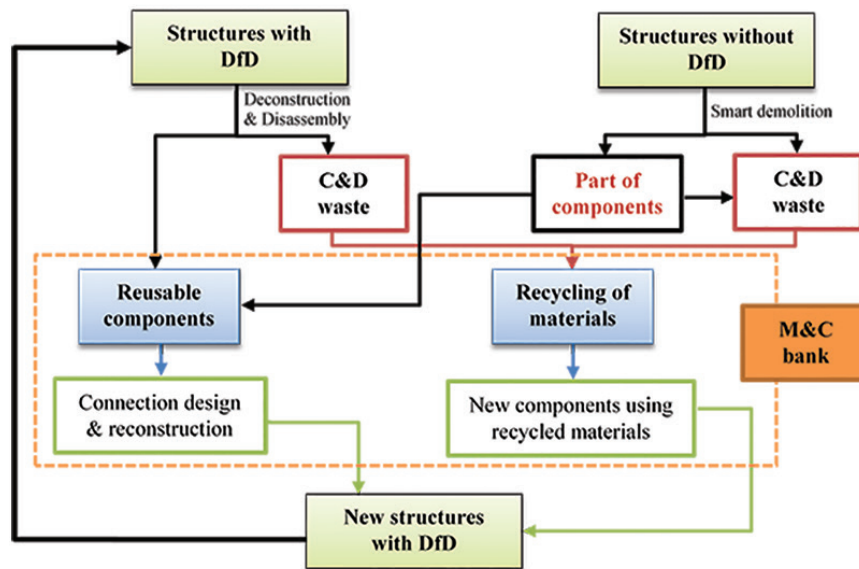 Structures with
DfD
Structures without
DfD
Deconstruction
& Disassembly
Smart demolition
C&D
waste
Part of
components
C&D
waste
Reusable
components
Recycling of
materials
M&C
bank
Connection design
& reconstruction
New components using
recycled materials
New structures
with DfD